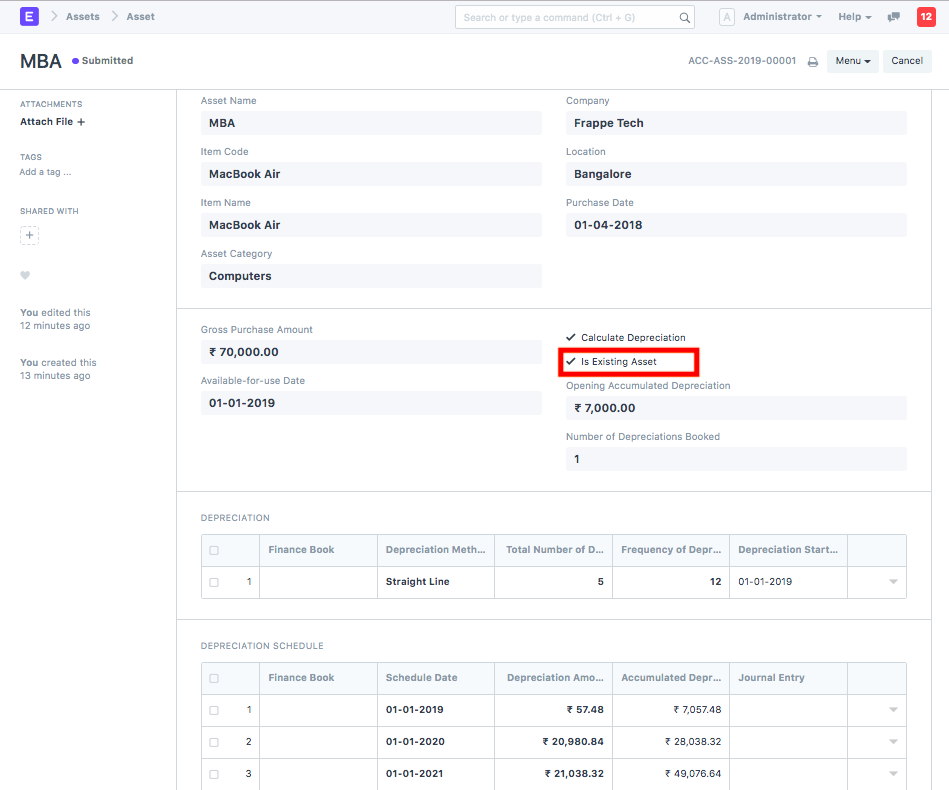 E Assets Asset Search or type a command (Ctrl + G) A Administrator Help 12
MBA Submitted ACC-ASS-2019-00001 Menu Cancel
ATTACHMENTS
Attach File +
TAGS
Add a tag ...
SHARED WITH
+
You edited this
12 minutes ago
You created this
13 minutes ago
Asset Name
MBA
Item Code
MacBook Air
Item Name
MacBook Air
Asset Category
Computers
Company
Frappe Tech
Location
Bangalore
Purchase Date
01-04-2018
Gross Purchase Amount
₹ 70,000.00
Available-for-use Date
01-01-2019
Calculate Depreciation
Is Existing Asset
Opening Accumulated Depreciation
₹ 7,000.00
Number of Depreciations Booked
1
DEPRECIATION
Finance Book Depreciation Meth... Total Number of D... Frequency of Depr... Depreciation Start...
1 Straight Line 5 12 01-01-2019
DEPRECIATION SCHEDULE
Finance Book Schedule Date Depreciation Amo... Accumulated Depr... Journal Entry
1 01-01-2019 ₹ 57.48 ₹ 7,057.48
2 01-01-2020 ₹ 20,980.84 ₹ 28,038.32
3 01-01-2021 ₹ 21,038.32 ₹ 49,076.64